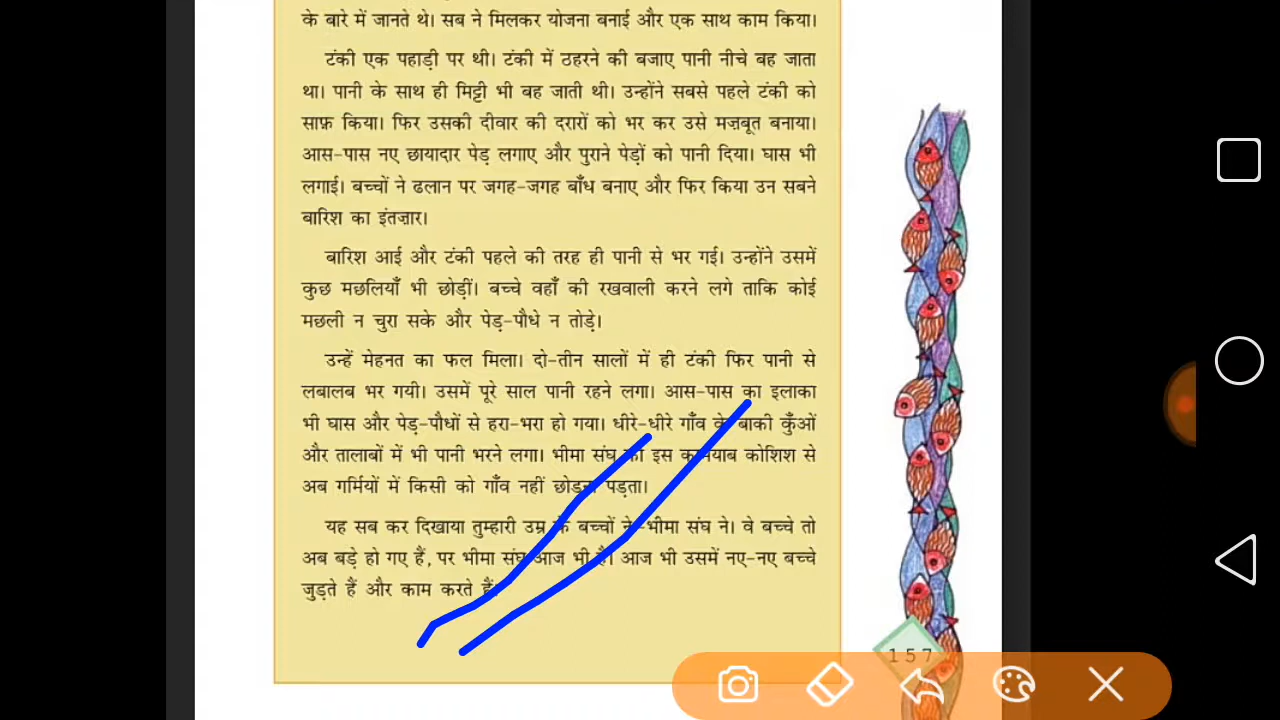 के बारे में जानते थे। सब ने मिलकर योजना बनाई और एक साथ काम किया।
टंकी एक पहाड़ी पर थी। टंकी में ठहरने की बजाए पानी नीचे बह जाता
था। पानी के साथ ही मिट्टी भी बह जाती थी। उन्होंने सबसे पहले टंकी को
साफ़ किया। फिर उसकी दीवार की दरारों को भर कर उसे मज़बूत बनाया।
आस-पास नए छायादार पेड़ लगाए और पुराने पेड़ों को पानी दिया। घास भी
लगाई। बच्चों ने ढलान पर जगह-जगह बाँध बनाए और फिर किया उन सबने
बारिश का इंतज़ार।
बारिश आई और टंकी पहले की तरह ही पानी से भर गई। उन्होंने उसमें
कुछ मछलियाँ भी छोड़ीं। बच्चे वहाँ की रखवाली करने लगे ताकि कोई
मछली न चुरा सके और पेड़-पौधे न तोड़े।
उन्हें मेहनत का फल मिला। दो-तीन सालों में ही टंकी फिर पानी से
लबालब भर गयी। उसमें पूरे साल पानी रहने लगा। आस-पास का इलाका
भी घास और पेड़-पौधों से हरा-भरा हो गया। धीरे-धीरे गाँव के बाकी कुँओं
और तालाबों में भी पानी भरने लगा। भीमा संघ की इस कामयाब कोशिश से
अब गर्मियों में किसी को गाँव नहीं छोड़ना पड़ता।
यह सब कर दिखाया तुम्हारी उम्र के बच्चों ने-भीमा संघ ने। वे बच्चे तो
अब बड़े हो गए हैं, पर भीमा संघ आज भी है। आज भी उसमें नए-नए बच्चे
जुड़ते हैं और काम करते हैं।
157